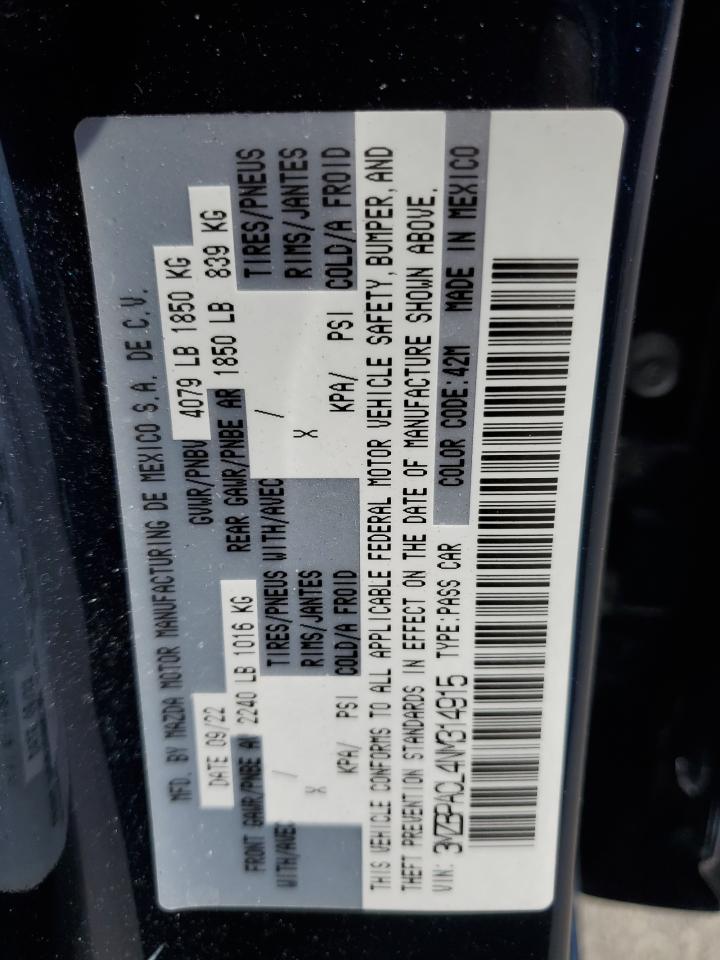 MFD. BY MAZDA MOTOR MANUFACTURING DE MEXICO S.A. DE C.V.
DATE 09/22 GVWR/PNBV 4079 LB 1850 KG
FRONT GAWR/PNBE AV 2240 LB 1016 KG REAR GAWR/PNBE AR 1850 LB 839 KG
WITH/AVEC / TIRES/PNEUS WITH/AVEC / TIRES/PNEUS
X RIMS/JANTES X RIMS/JANTES
KPA/ PSI COLD/A FROID KPA/ PSI COLD/A FROID
THIS VEHICLE CONFORMS TO ALL APPLICABLE FEDERAL MOTOR VEHICLE SAFETY, BUMPER, AND
THEFT PREVENTION STANDARDS IN EFFECT ON THE DATE OF MANUFACTURE SHOWN ABOVE.
VIN: 3MZBPACL4NM314915 TYPE:PASS CAR COLOR CODE:42M MADE IN MEXICO